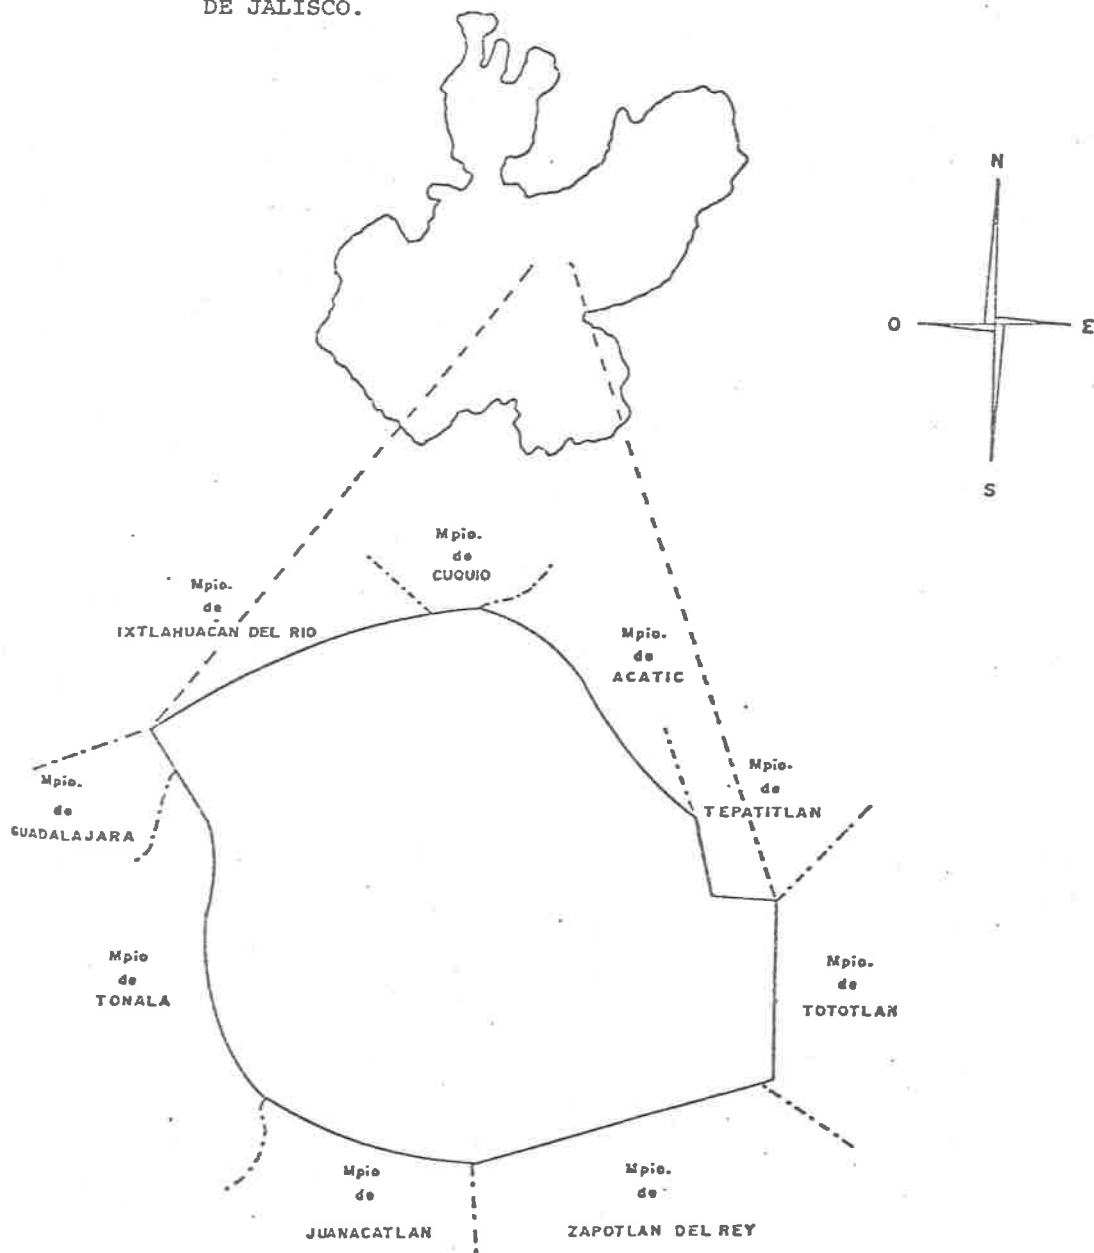 DE JALISCO.
N
O
E
S
Mpio.
de
CUQUIO
Mpio.
de
IXTLAHUACAN DEL RIO
Mpio.
de
ACATIC
Mpio.
de
GUADALAJARA
Mpio.
de
TEPATITLAN
Mpio
de
TONALA
Mpio.
de
TOTOTLAN
Mpio
de
JUANACATLAN
Mpio.
de
ZAPOTLAN DEL REY